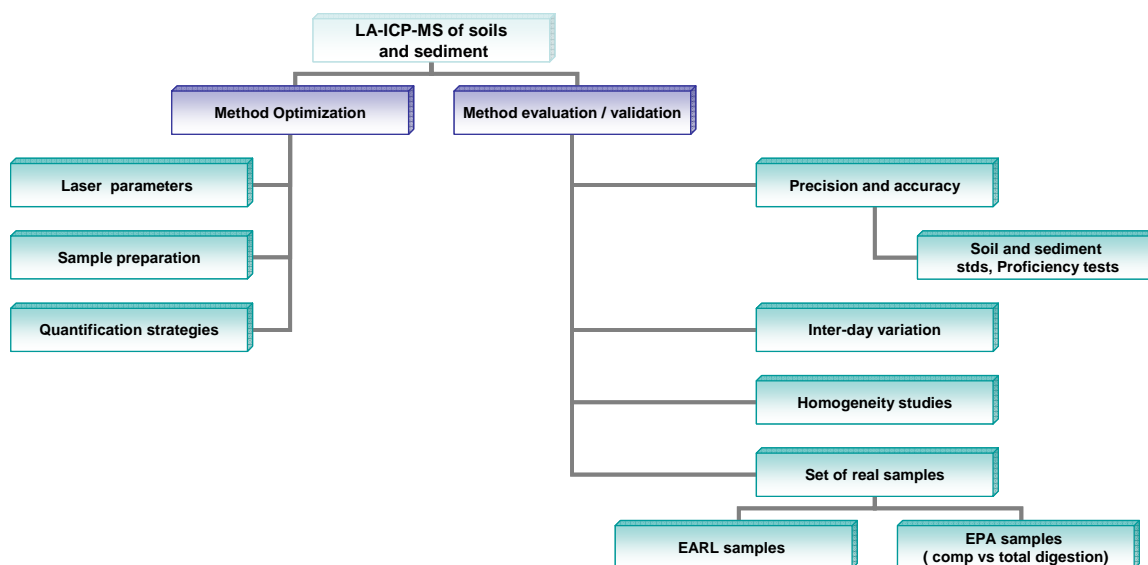 LA-ICP-MS of soils
and sediment
Method Optimization
Method evaluation / validation
Laser parameters
Precision and accuracy
Sample preparation
Soil and sediment
stds, Proficiency tests
Quantification strategies
Inter-day variation
Homogeneity studies
Set of real samples
EARL samples
EPA samples
( comp vs total digestion)